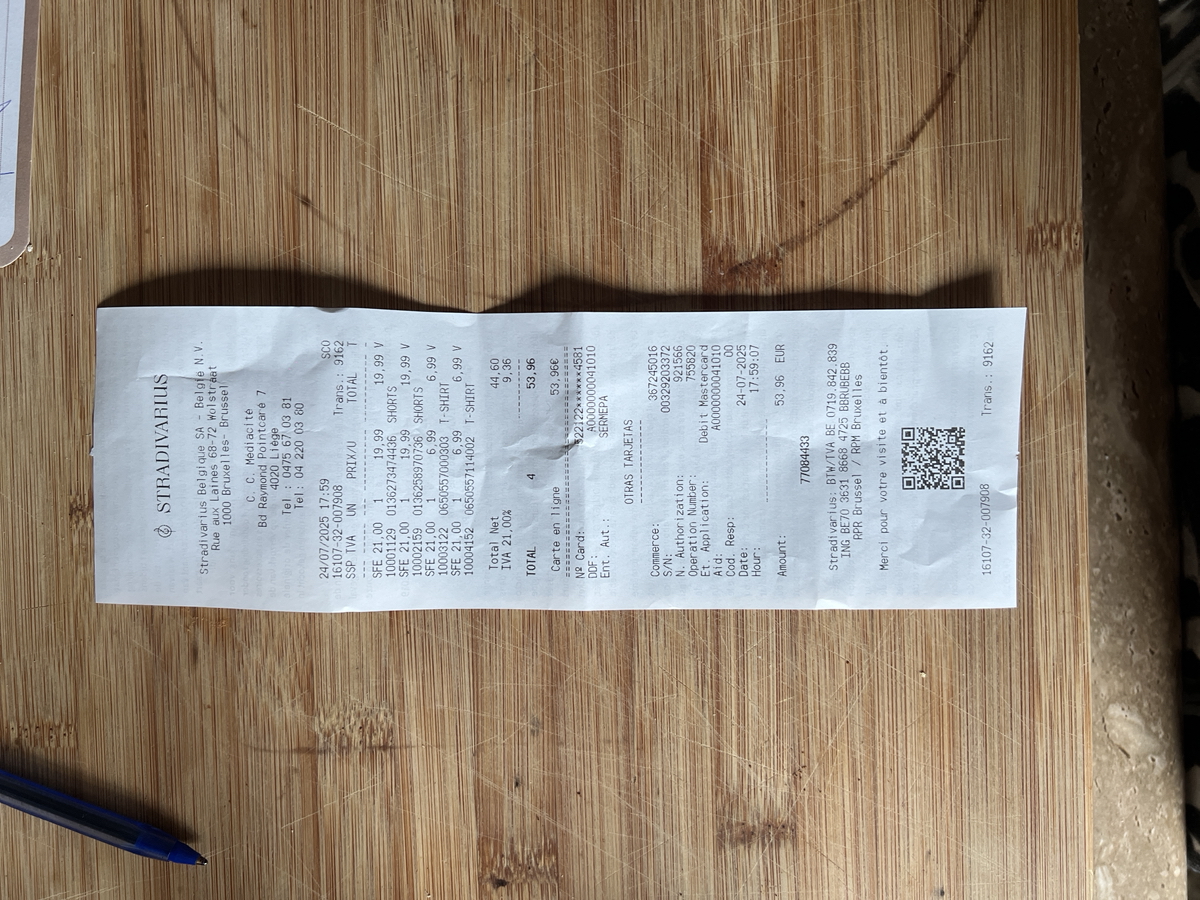 STRADIVARIUS
Stradivarius Belgique SA - Belgïe N.V.
Rue aux Laines 68-72 Wolstraat
1000 Bruxelles- Brussel
C. C. Mediacité
Bd Raymond Pointcaré 7
4020 Liége
Tel : 0475 67 03 81
Tel: 04 220 03 80
24/07/2025 17:59 SCO
16107-32-007908 Trans.: 9162
SSP IVA UN PRIX/U TOTAL T
SFE 21,00 1 19,99 19,99 V
10001129 0136273474436 SHORTS
SFE 21,00 1 19,99 19,99 V
10002159 0136258970736 SHORTS
SFE 21,00 1 6,99 6,99 V
10003122 0650557000303 T-SHIRT
SFE 21,00 1 6,99 6,99 V
10004152 0650557114002 T-SHIRT
Total Net 44,60
IVA 21,00% 9,36
TOTAL 4 53,96
Carte en ligne 53,96€
Nº Card: 522122******4581
DDF: A0000000041010
Ent. Aut.: SERMEPA
OTRAS TARJETAS
Commerce: 367245016
S/N: 00329203372
N. Authorization: 921566
Operation Number: 755820
Et. Application: Debit Mastercard
Aid: A0000000041010
Cod. Resp: 00
Date: 24-07-2025
Hour: 17:59:07
Amount: 53,96 EUR
77084433
Stradivarius: BTW/TVA BE 0719.842.839
ING BE70 3631 8668 4725 BBRUBEBB
RPR Brussel / RPM Bruxelles
Merci pour votre visite et à bientôt.
16107-32-007908 Trans.: 9162